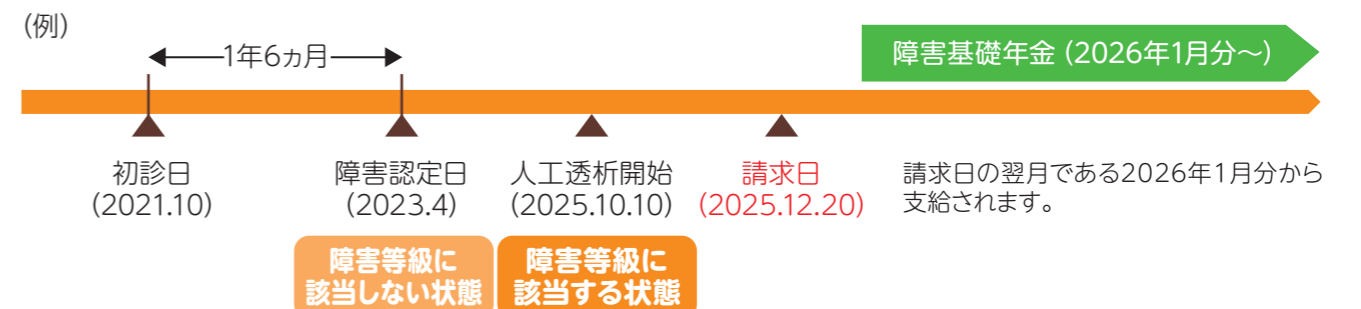 (例)
1年6ヵ月
障害基礎年金 (2026年1月分~)
初診日
(2021.10)
障害認定日
(2023.4)
人工透析開始
(2025.10.10)
請求日
(2025.12.20)
請求日の翌月である2026年1月分から
支給されます。
障害等級に
該当しない状態
障害等級に
該当する状態